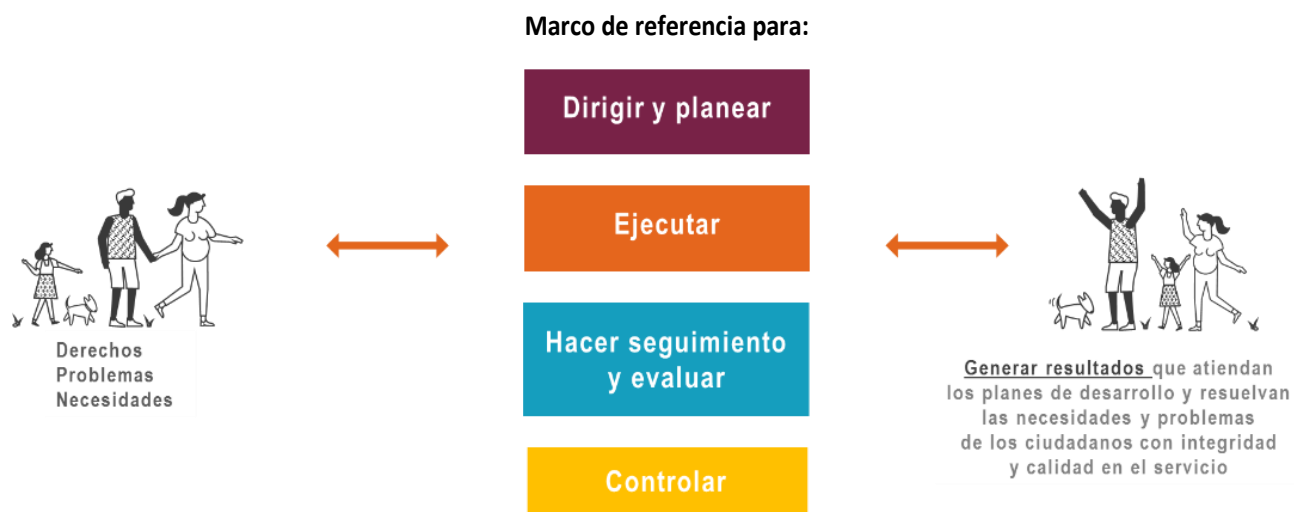 Marco de referencia para:
Dirigir y planear
Ejecutar
Hacer seguimiento
y evaluar
Controlar
Derechos
Problemas
Necesidades
Generar resultados que atiendan
los planes de desarrollo y resuelvan
las necesidades y problemas
de los ciudadanos con integridad
y calidad en el servicio